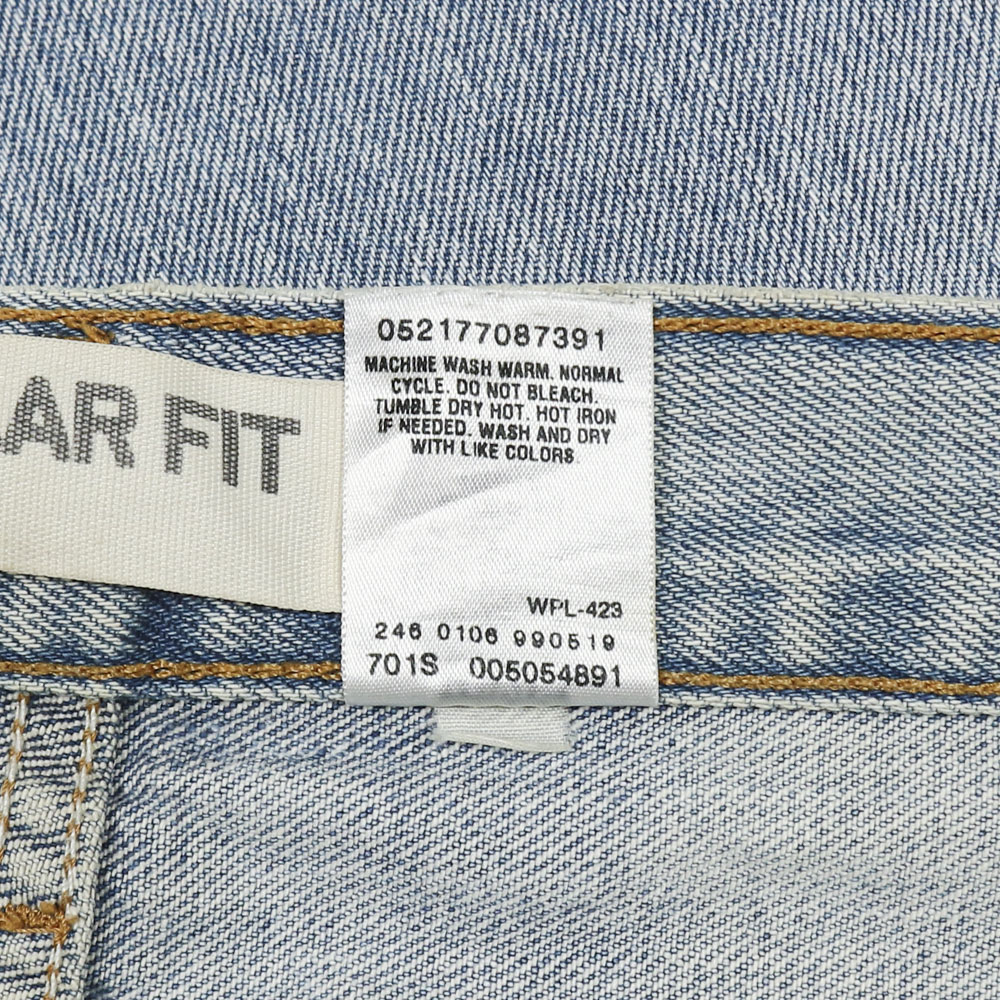 AR FIT
052177087391
MACHINE WASH WARM. NORMAL
CYCLE. DO NOT BLEACH.
TUMBLE DRY HOT. HOT IRON
IF NEEDED. WASH AND DRY
WITH LIKE COLORS.
WPL-423
246 0106 990519
701S 005054891